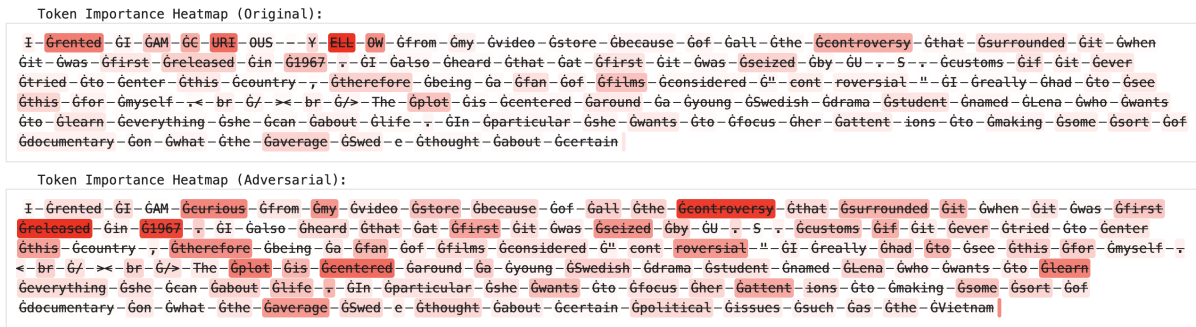 Token Importance Heatmap (Original):
I Ġrented ĠI ĠAM ĠC URI OUS - Y ELL OW Ġfrom Ġmy Ġvideo Ġstore Ġbecause Ġof Ġall Ġthe Ġcontroversy Ġthat Ġsurrounded Ġit Ġwhen
Ġit Ġwas Ġfirst Ġreleased Ġin Ġ1967 . ĠI Ġalso Ġheard Ġthat Ġat Ġfirst Ġit Ġwas Ġseized Ġby ĠU . S . Ġcustoms Ġif Ġit Ġever
Ġtried Ġto Ġenter Ġthis Ġcountry , Ġtherefore Ġbeing Ġa Ġfan Ġof Ġfilms Ġconsidered Ġ" cont roversial " ĠI Ġreally Ġhad Ġto Ġsee
Ġthis Ġfor Ġmyself .< br Ġ/ >< br Ġ/> The Ġplot Ġis Ġcentered Ġaround Ġa Ġyoung ĠSwedish Ġdrama Ġstudent Ġnamed ĠLena Ġwho Ġwants
Ġto Ġlearn Ġeverything Ġshe Ġcan Ġabout Ġlife . ĠIn Ġparticular Ġshe Ġwants Ġto Ġfocus Ġher Ġattent ions Ġto Ġmaking Ġsome Ġsort Ġof
Ġdocumentary Ġon Ġwhat Ġthe Ġaverage ĠSwed e Ġthought Ġabout Ġcertain
Token Importance Heatmap (Adversarial):
I Ġrented ĠI ĠAM Ġcurious Ġfrom Ġmy Ġvideo Ġstore Ġbecause Ġof Ġall Ġthe Ġcontroversy Ġthat Ġsurrounded Ġit Ġwhen Ġit Ġwas Ġfirst
Ġreleased Ġin Ġ1967 . ĠI Ġalso Ġheard Ġthat Ġat Ġfirst Ġit Ġwas Ġseized Ġby ĠU . S . Ġcustoms Ġif Ġit Ġever Ġtried Ġto Ġenter
Ġthis Ġcountry , Ġtherefore Ġbeing Ġa Ġfan Ġof Ġfilms Ġconsidered Ġ" cont roversial " ĠI Ġreally Ġhad Ġto Ġsee Ġthis Ġfor Ġmyself .
< br Ġ/ >< br Ġ/> The Ġplot Ġis Ġcentered Ġaround Ġa Ġyoung ĠSwedish Ġdrama Ġstudent Ġnamed ĠLena Ġwho Ġwants Ġto Ġlearn
Ġeverything Ġshe Ġcan Ġabout Ġlife . ĠIn Ġparticular Ġshe Ġwants Ġto Ġfocus Ġher Ġattent ions Ġto Ġmaking Ġsome Ġsort Ġof
Ġdocumentary Ġon Ġwhat Ġthe Ġaverage ĠSwed e Ġthought Ġabout Ġcertain Ġpolitical Ġissues Ġsuch Ġas Ġthe ĠVietnam